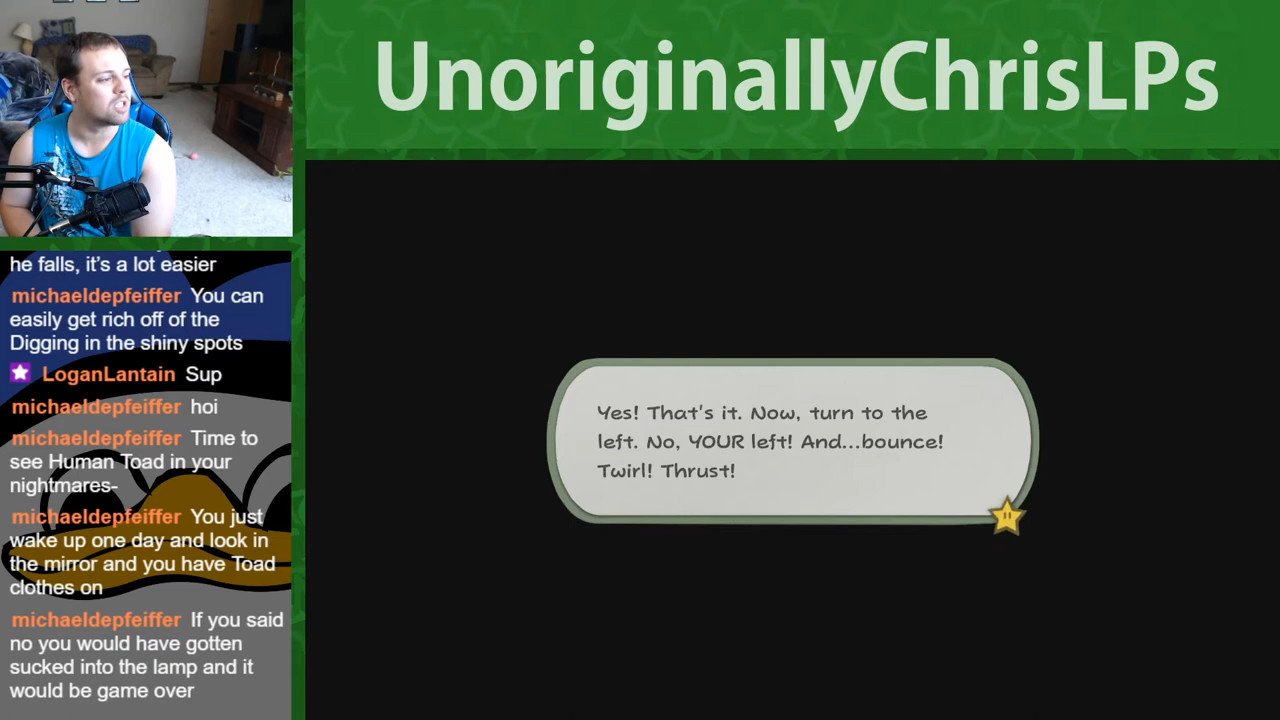 UnoriginallyChrisLPs
he falls, it's a lot easier
michaeldepfeiffer You can
easily get rich off of the
Digging in the shiny spots
LoganLantain Sup
michaeldepfeiffer hoi
michaeldepfeiffer Time to
see Human Toad in your
nightmares-
michaeldepfeiffer You just
wake up one day and look in
the mirror and you have Toad
clothes on
michaeldepfeiffer If you said
no you would have gotten
sucked into the lamp and it
would be game over
Yes! That's it. Now, turn to the
left. No, YOUR left! And...bounce!
Twirl! Thrust!